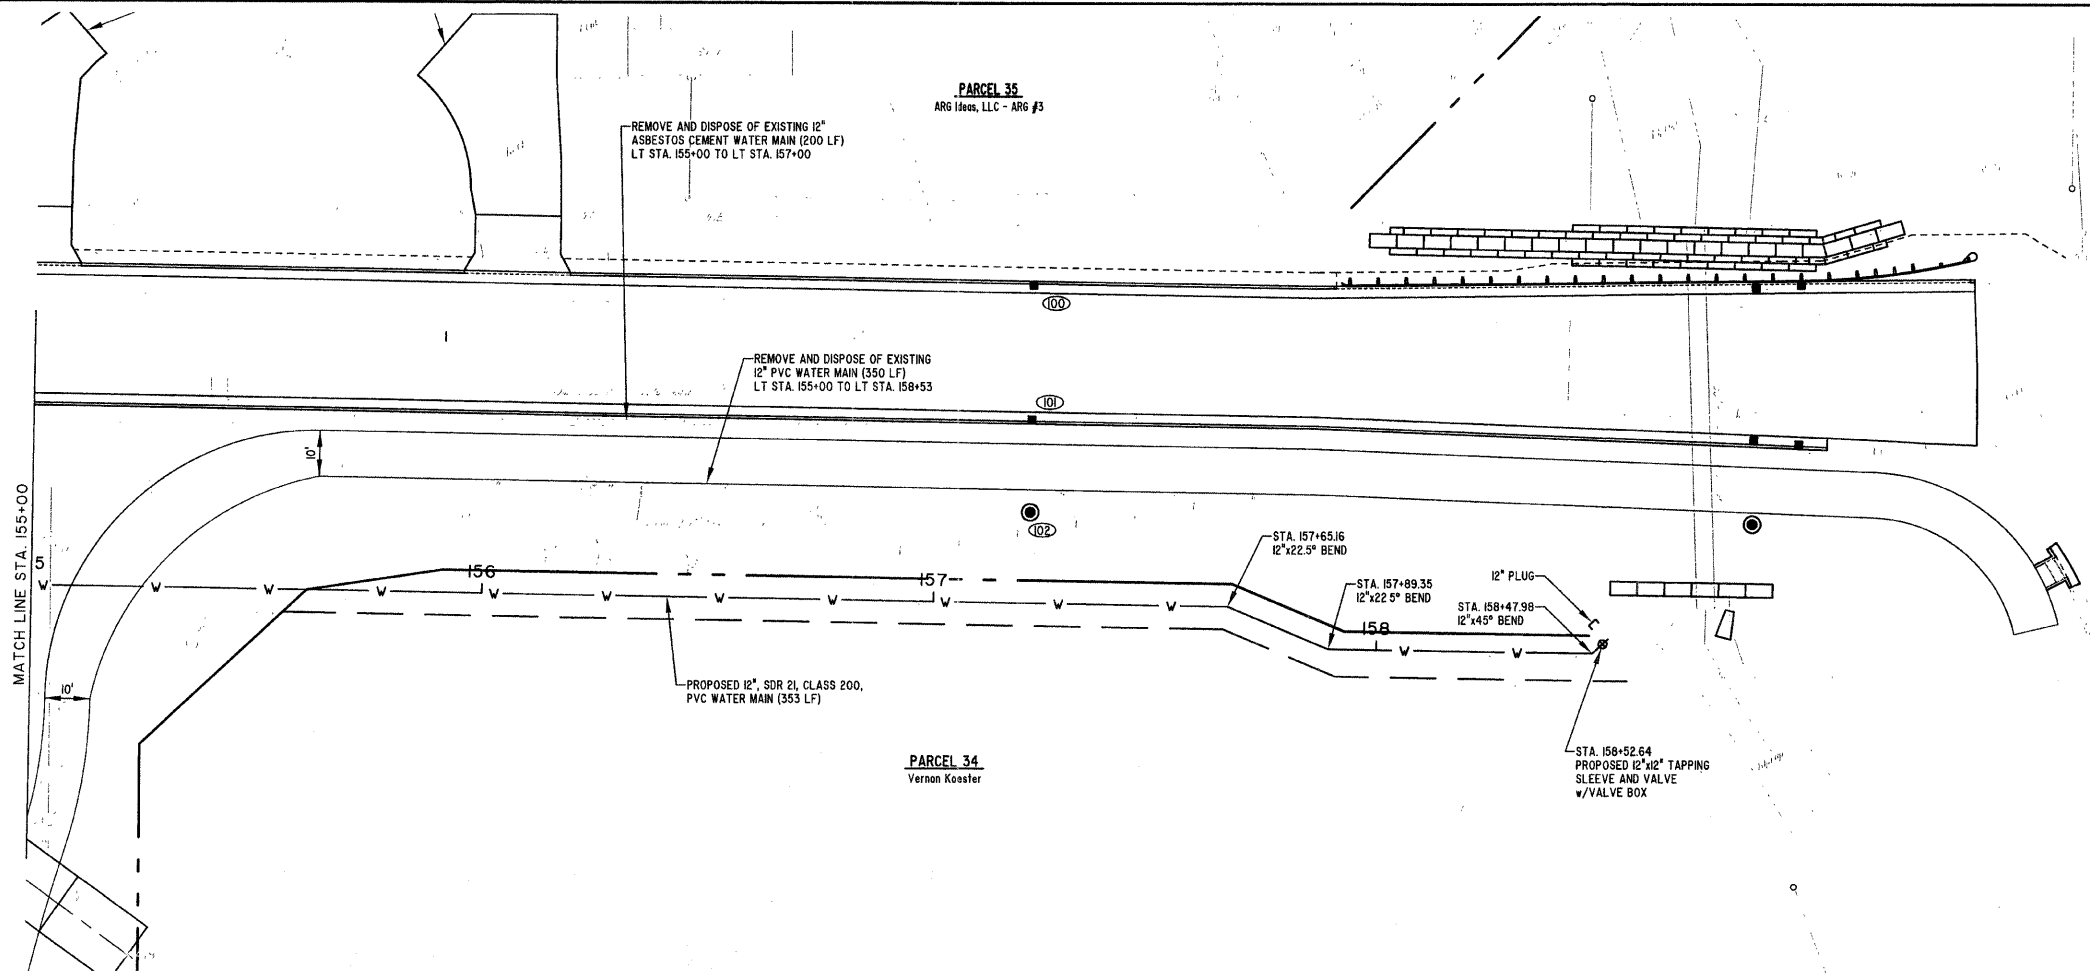 PARCEL 35
ARG Ideas, LLC - ARG #3
REMOVE AND DISPOSE OF EXISTING 12"
ASBESTOS CEMENT WATER MAIN (200 LF)
LT STA. 155+00 TO LT STA. 157+00
100
REMOVE AND DISPOSE OF EXISTING
12" PVC WATER MAIN (350 LF)
LT STA. 155+00 TO LT STA. 158+53
101
10'
MATCH LINE STA. 155+00
102
STA. 157+65.16
12"x22.5° BEND
STA. 157+89.35
12"x22 5° BEND
12" PLUG
STA. 158+47.98
12"x45° BEND
5
156
157
158
W W W W W W W W W W W W W
10'
PROPOSED 12", SDR 21, CLASS 200,
PVC WATER MAIN (353 LF)
STA. 158+52.64
PROPOSED 12"x12" TAPPING
SLEEVE AND VALVE
w/VALVE BOX
PARCEL 34
Vernon Koester